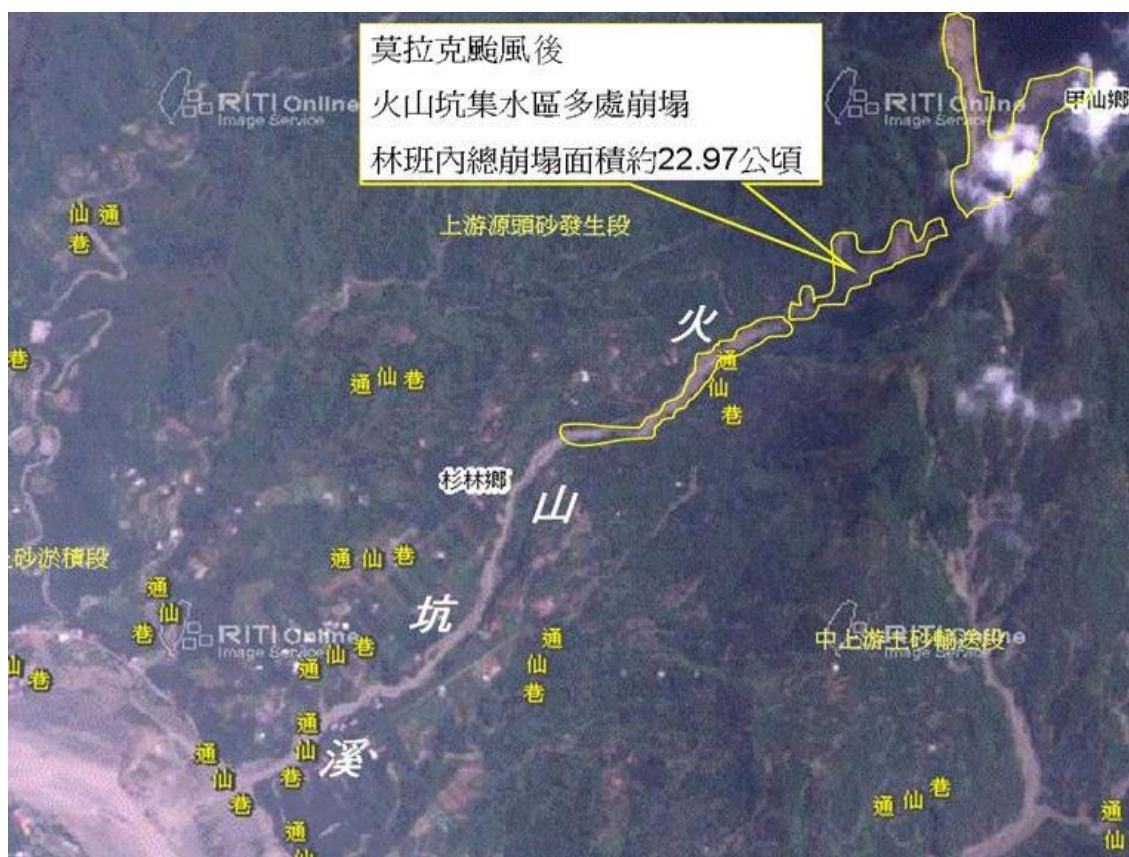 莫拉克颱風後
火山坑集水區多處崩塌
林班內總崩塌面積約22.97公頃
RITI Online
Image Service
RITI Online
Image Service
甲仙鄉
仙通巷
上游源頭砂發生段
火
通仙巷
巷
通仙巷
杉林鄉
山
土砂淤積段
通仙巷
通仙巷
坑
RITI Online
Image Service
通仙巷
通仙巷
RITI Online
Image Service
中上游土砂輸送段
仙巷
通仙巷
溪
通仙巷
通仙巷
通仙
通仙